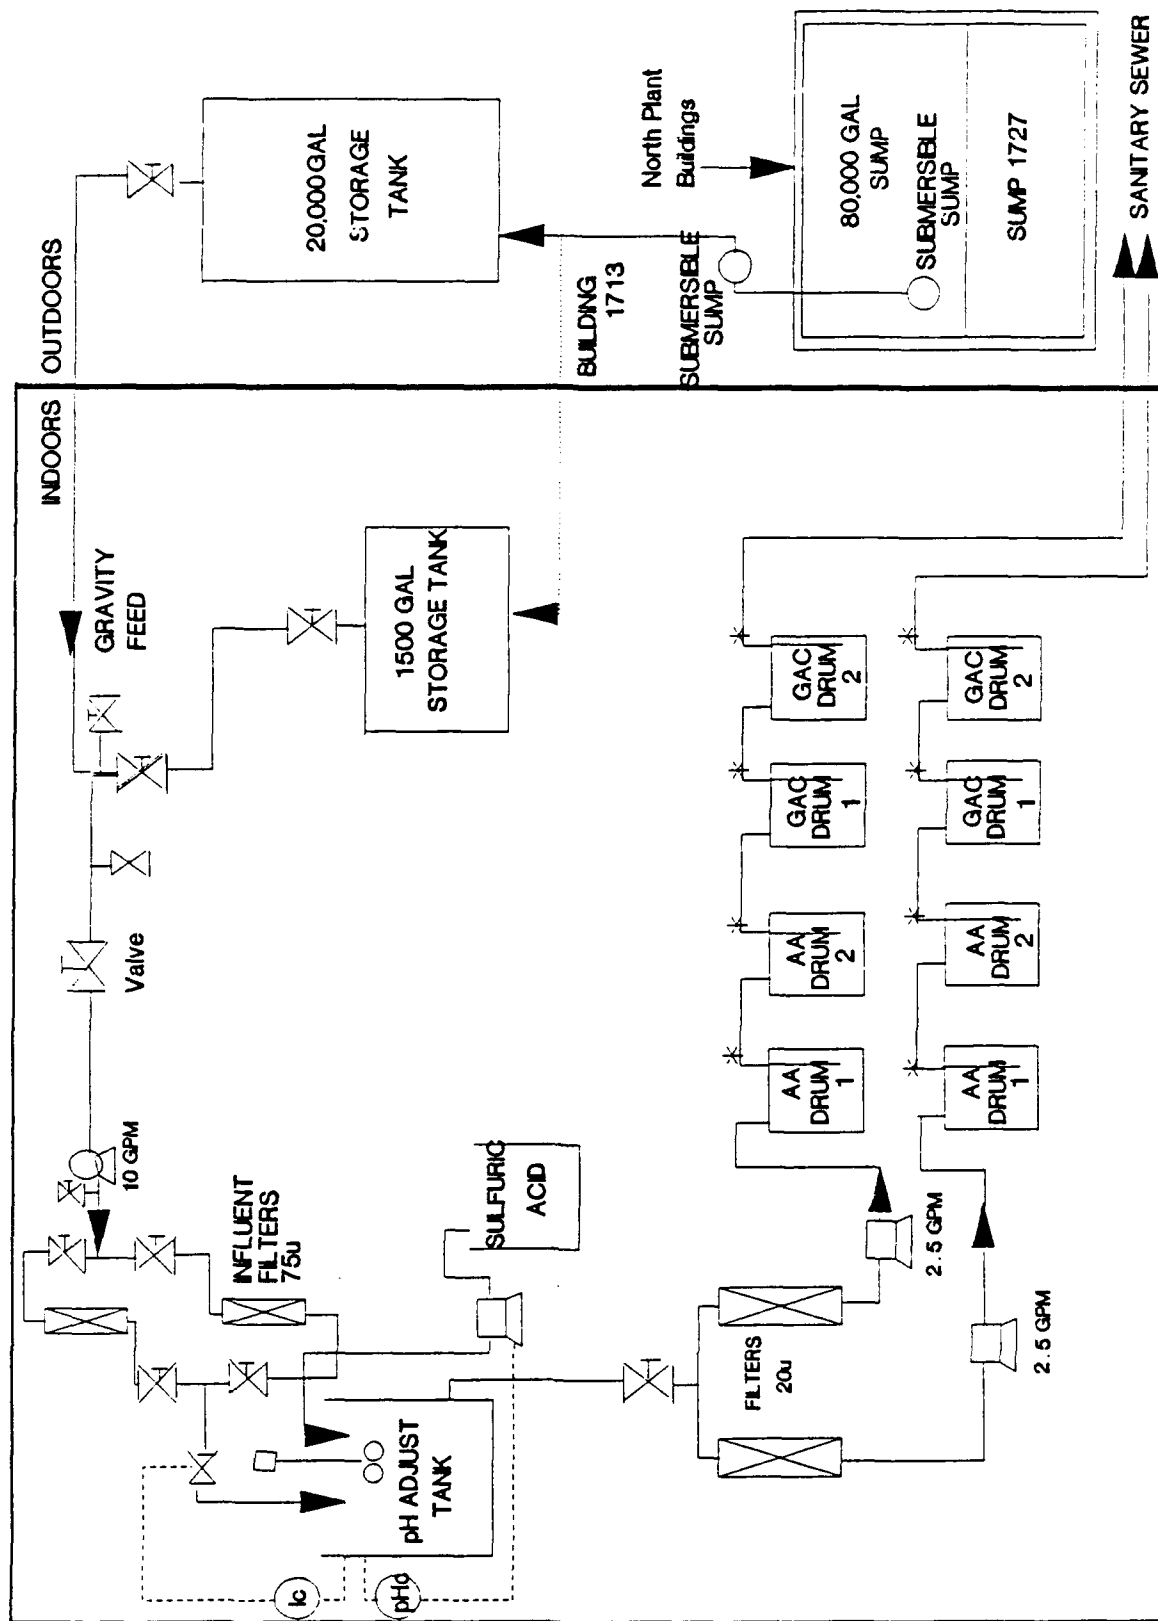 INDOORS
OUTDOORS
GRAVITY
FEED
Valve
10 GPM
INFLUENT
FILTERS
75u
20,000GAL
STORAGE
TANK
1500 GAL
STORAGE TANK
BUILDING
1713
SUBMERSIBLE
SUMP
North Plant
Buildings
80,000 GAL
SUMP
SUBMERSIBLE
SUMP
SUMP 1727
SANITARY SEWER
SULFURIC
ACID
pH ADJUST
TANK
lc
pHc
FILTERS
20u
2.5 GPM
2.5 GPM
AA
DRUM
1
AA
DRUM
2
GAC
DRUM
1
GAC
DRUM
2
AA
DRUM
1
AA
DRUM
2
GAC
DRUM
1
GAC
DRUM
2